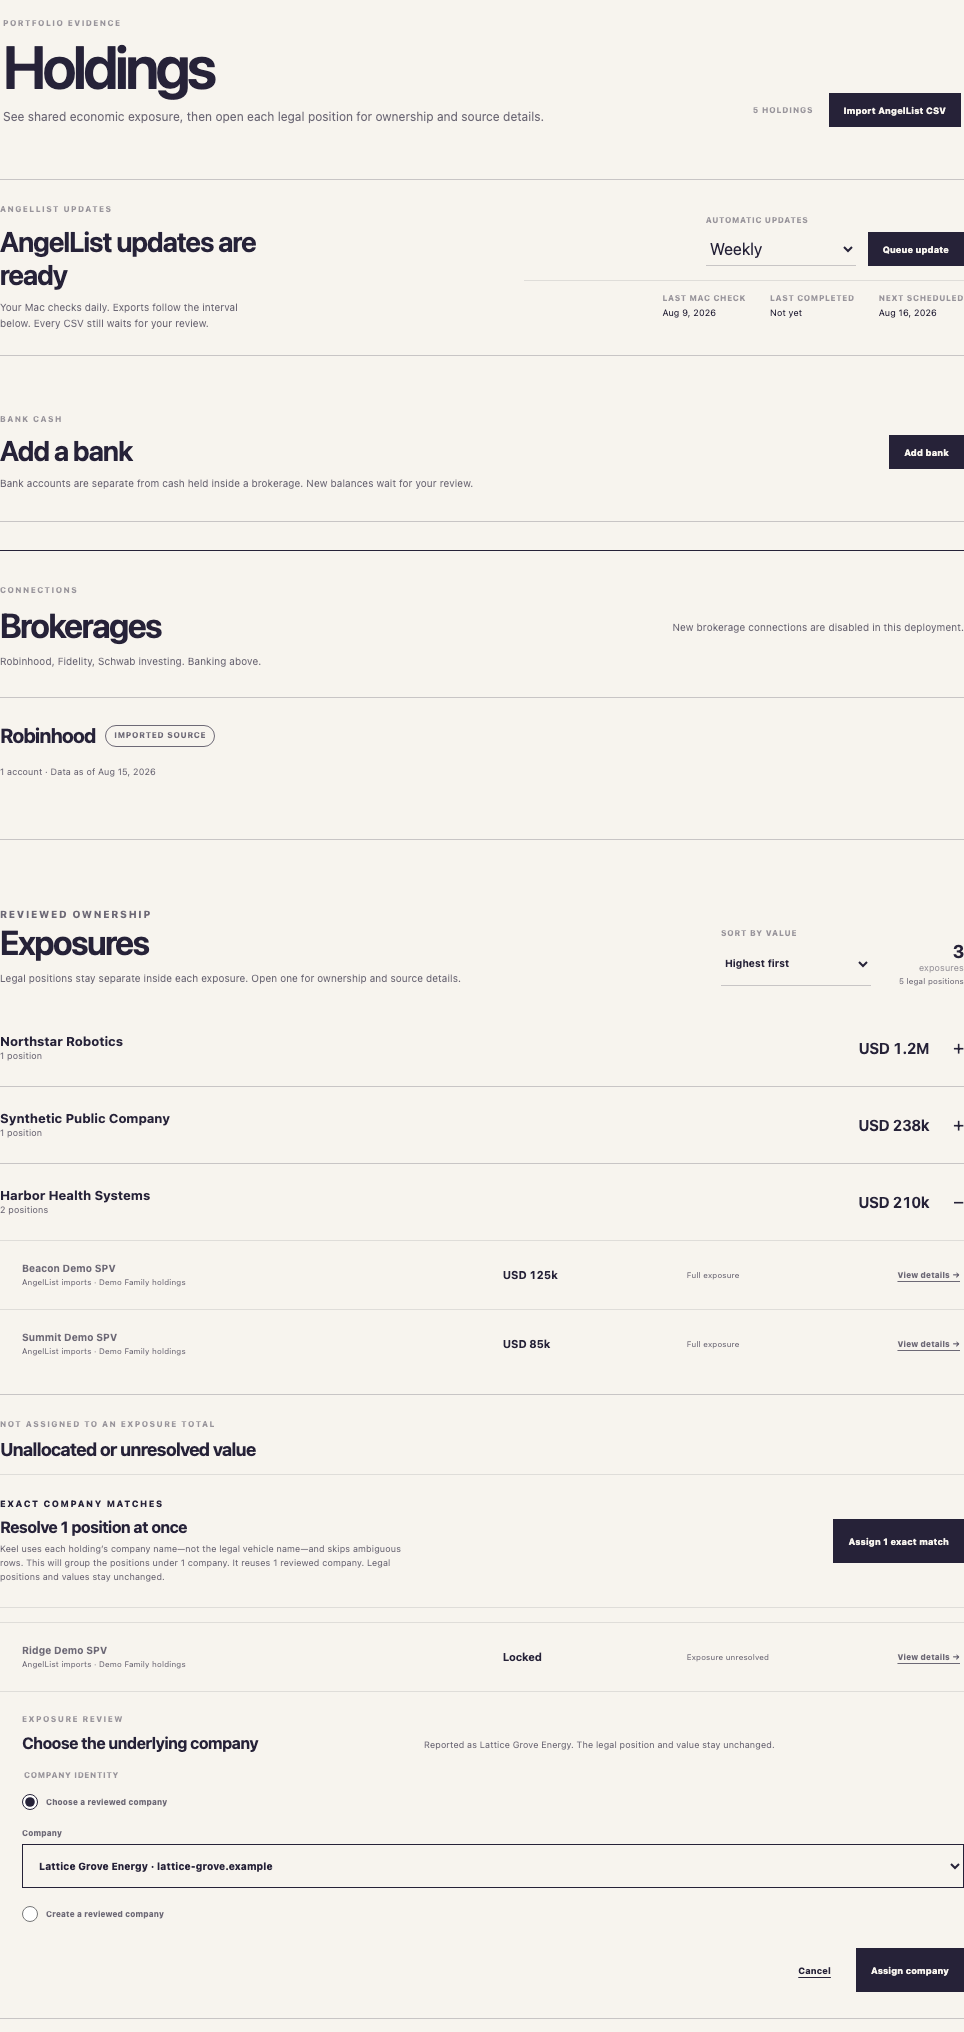 PORTFOLIO EVIDENCE
Holdings
See shared economic exposure, then open each legal position for ownership and source details.
5 HOLDINGS
Import AngelList CSV
ANGELLIST UPDATES
AngelList updates are
ready
Your Mac checks daily. Exports follow the interval
below. Every CSV still waits for your review.
AUTOMATIC UPDATES
Weekly
Queue update
LAST MAC CHECK
Aug 9, 2026
LAST COMPLETED
Not yet
NEXT SCHEDULED
Aug 16, 2026
BANK CASH
Add a bank
Bank accounts are separate from cash held inside a brokerage. New balances wait for your review.
Add bank
CONNECTIONS
Brokerages
Robinhood, Fidelity, Schwab investing. Banking above.
New brokerage connections are disabled in this deployment.
Robinhood
IMPORTED SOURCE
1 account · Data as of Aug 15, 2026
REVIEWED OWNERSHIP
Exposures
Legal positions stay separate inside each exposure. Open one for ownership and source details.
SORT BY VALUE
Highest first
3
exposures
5 legal positions
Northstar Robotics
1 position
USD 1.2M +
Synthetic Public Company
1 position
USD 238k +
Harbor Health Systems
2 positions
USD 210k −
Beacon Demo SPV
AngelList imports · Demo Family holdings
USD 125k
Full exposure
View details →
Summit Demo SPV
AngelList imports · Demo Family holdings
USD 85k
Full exposure
View details →
NOT ASSIGNED TO AN EXPOSURE TOTAL
Unallocated or unresolved value
EXACT COMPANY MATCHES
Resolve 1 position at once
Keel uses each holding's company name—not the legal vehicle name—and skips ambiguous
rows. This will group the positions under 1 company. It reuses 1 reviewed company. Legal
positions and values stay unchanged.
Assign 1 exact match
Ridge Demo SPV
AngelList imports · Demo Family holdings
Locked
Exposure unresolved
View details →
EXPOSURE REVIEW
Choose the underlying company
Reported as Lattice Grove Energy. The legal position and value stay unchanged.
COMPANY IDENTITY
Choose a reviewed company
Company
Lattice Grove Energy · lattice-grove.example
Create a reviewed company
Cancel
Assign company